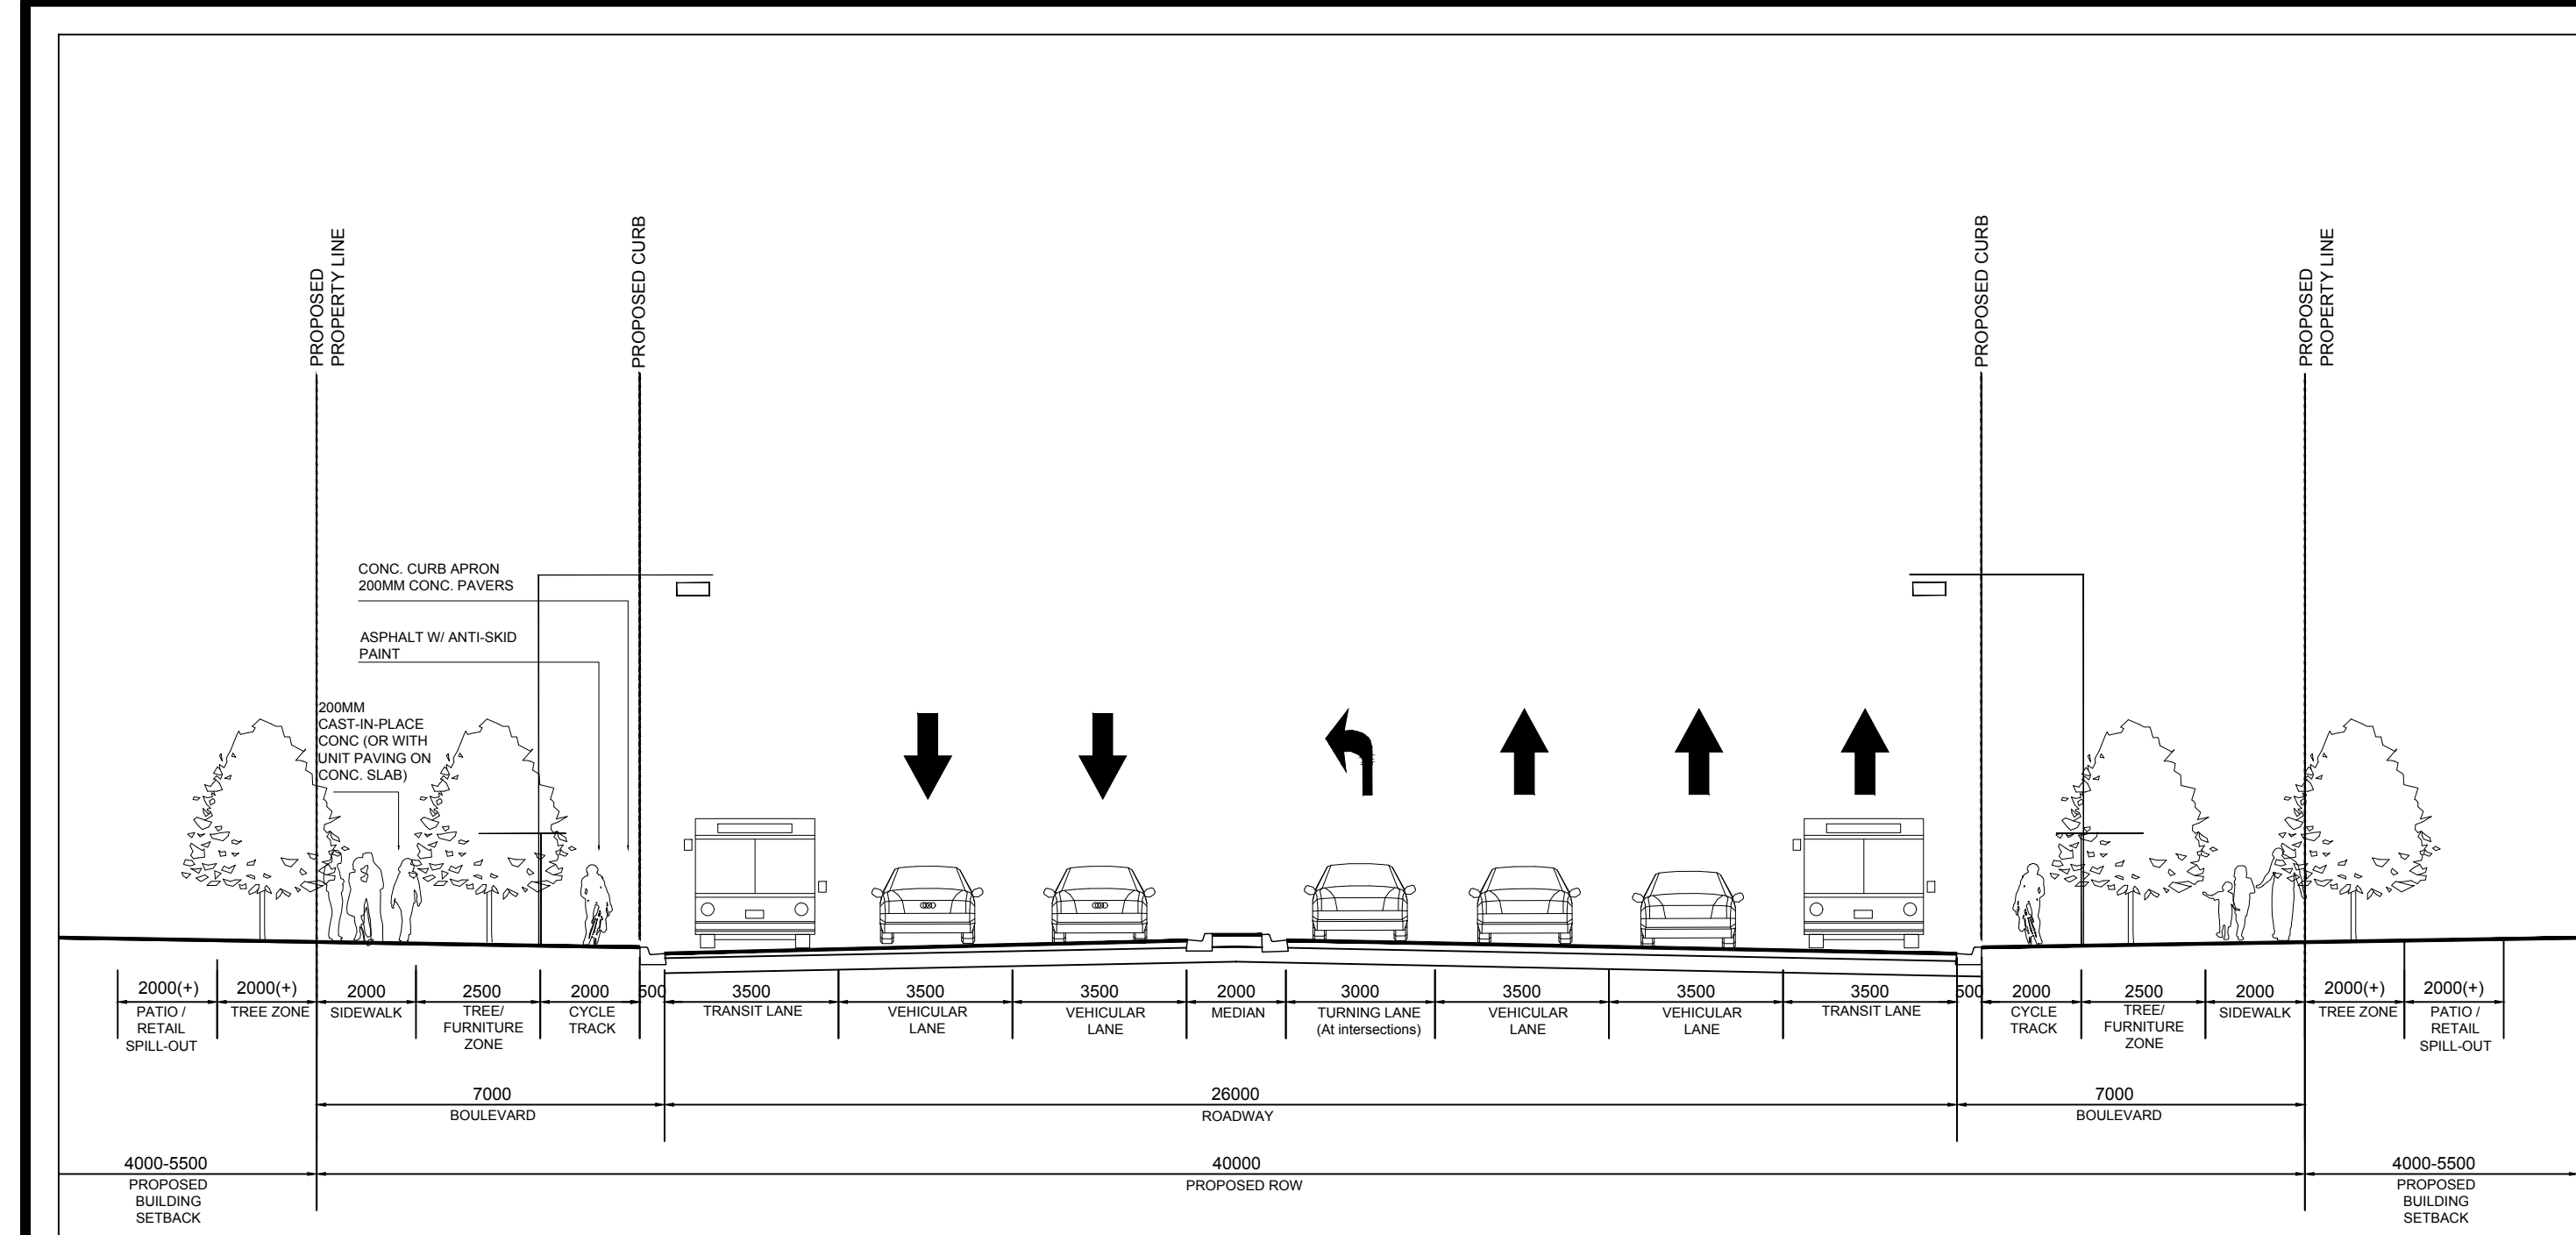 PROPOSED
PROPERTY LINE
PROPOSED CURB
PROPOSED CURB
PROPOSED
PROPERTY LINE
CONC. CURB APRON
200MM CONC. PAVERS
ASPHALT W/ ANTI-SKID
PAINT
200MM
CAST-IN-PLACE
CONC (OR WITH
UNIT PAVING ON
CONC. SLAB)
2000(+)
PATIO /
RETAIL
SPILL-OUT
2000(+)
TREE ZONE
2000
SIDEWALK
2500
TREE/
FURNITURE
ZONE
2000
CYCLE
TRACK
500
3500
TRANSIT LANE
3500
VEHICULAR
LANE
3500
VEHICULAR
LANE
2000
MEDIAN
3000
TURNING LANE
(At intersections)
3500
VEHICULAR
LANE
3500
VEHICULAR
LANE
3500
TRANSIT LANE
500
2000
CYCLE
TRACK
2500
TREE/
FURNITURE
ZONE
2000
SIDEWALK
2000(+)
TREE ZONE
2000(+)
PATIO /
RETAIL
SPILL-OUT
7000
BOULEVARD
26000
ROADWAY
7000
BOULEVARD
4000-5500
PROPOSED
BUILDING
SETBACK
40000
PROPOSED ROW
4000-5500
PROPOSED
BUILDING
SETBACK